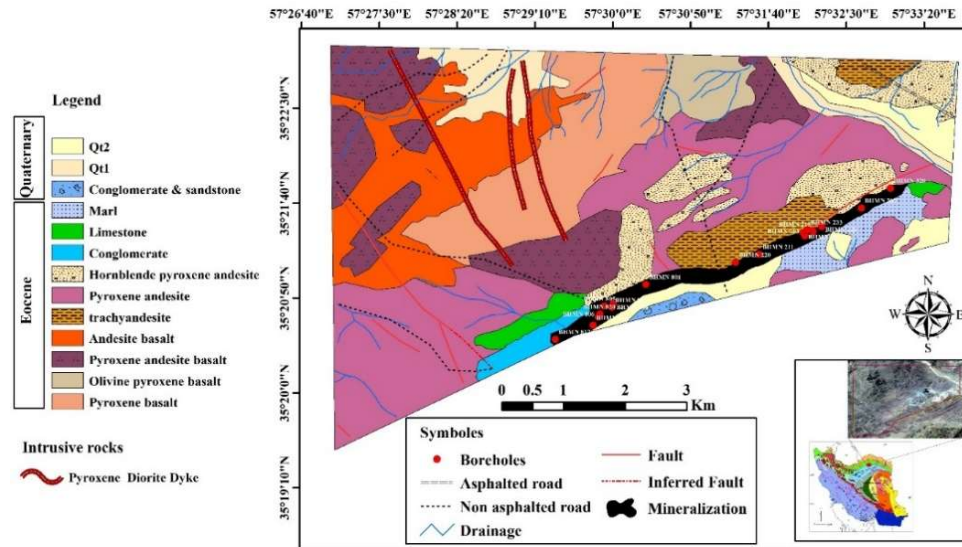 57°26'40"E 57°27'30"E 57°28'20"E 57°29'10"E 57°30'0"E 57°30'50"E 57°31'40"E 57°32'30"E 57°33'20"E
35°22'30"N
35°21'40"N
35°20'50"N
35°20'0"N
35°19'10"N
Legend
Quaternary
Qt2
Qt1
Conglomerate & sandstone
Eocene
Marl
Limestone
Conglomerate
Hornblende pyroxene andesite
Pyroxene andesite
trachyandesite
Andesite basalt
Pyroxene andesite basalt
Olivine pyroxene basalt
Pyroxene basalt
Intrusive rocks
Pyroxene Diorite Dyke
N
W E
S
0 0.5 1 2 3
Km
Symboles
Boreholes
Asphalted road
Non asphalted road
Drainage
Fault
Inferred Fault
Mineralization